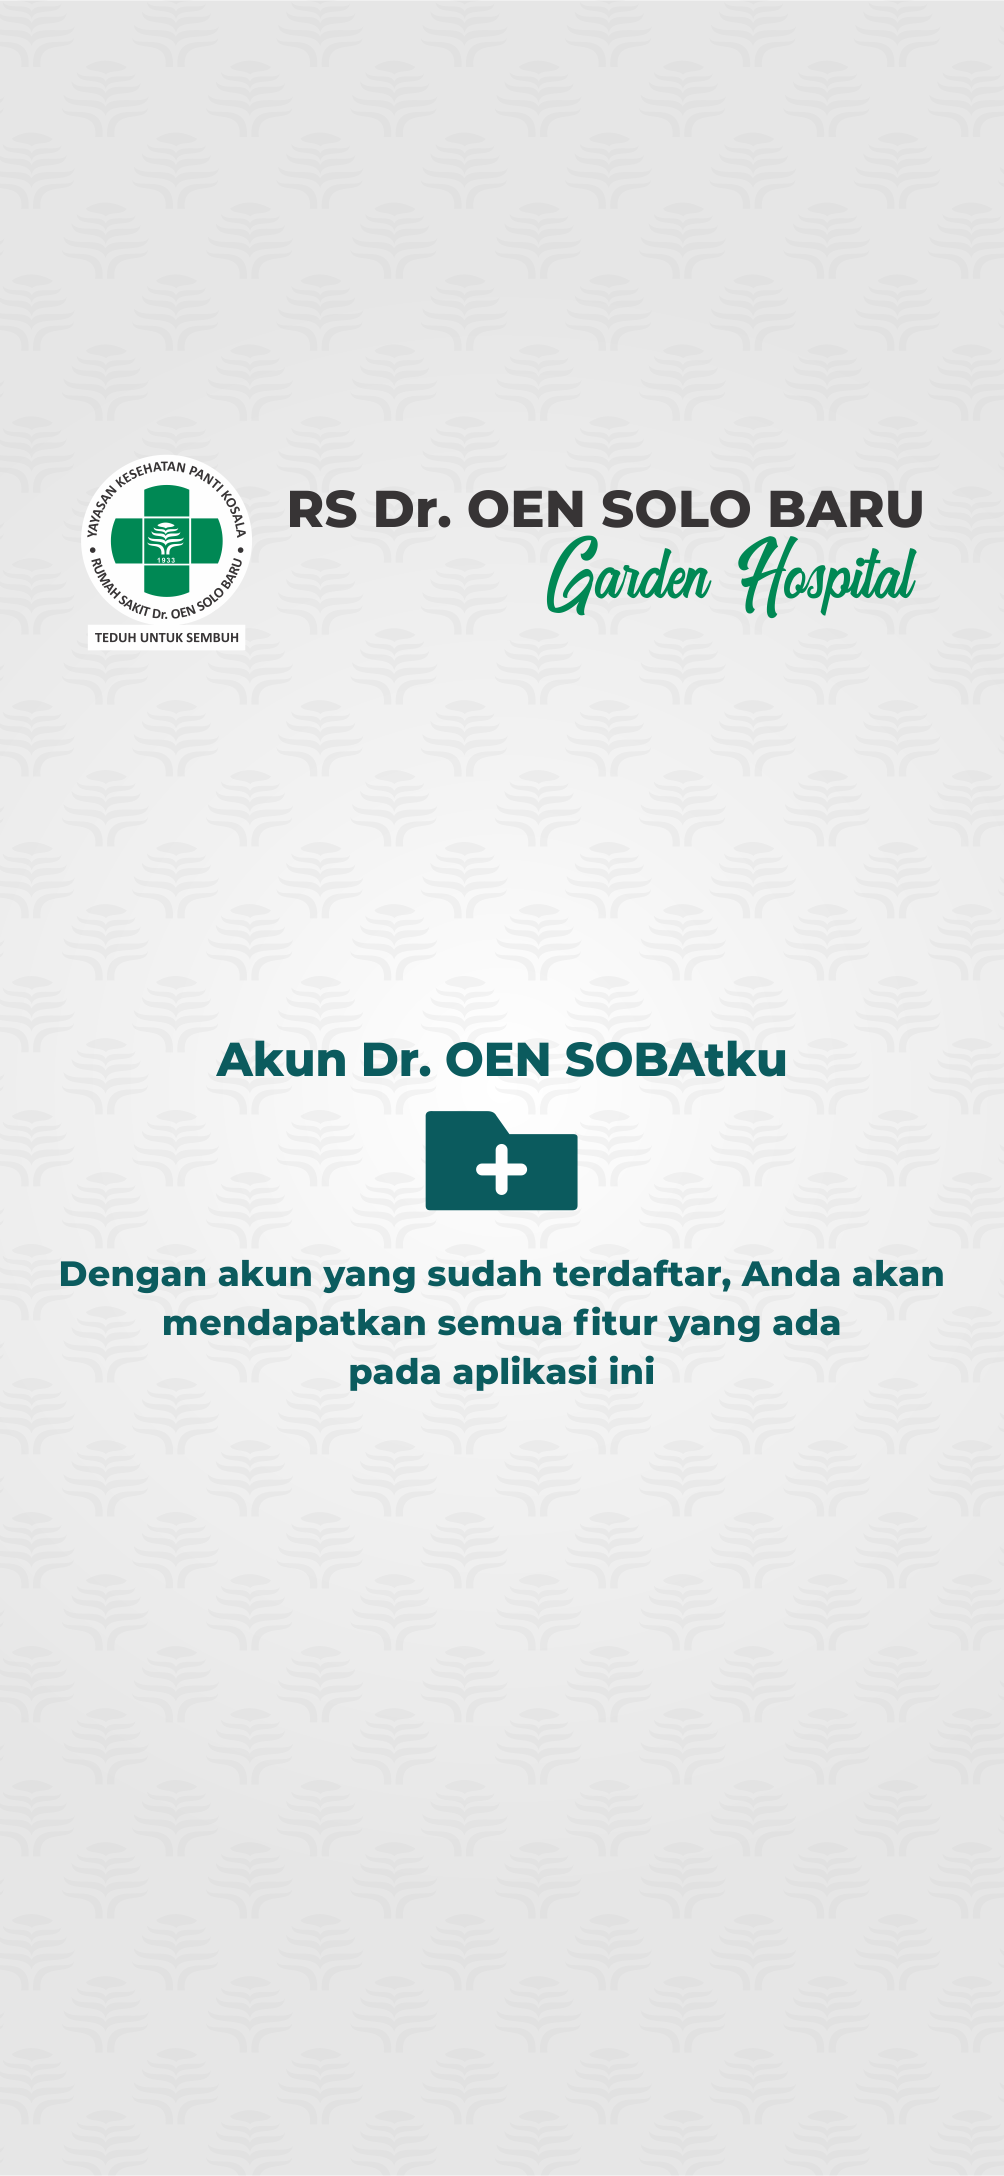 YAYASAN KESEHATAN PANTI KOSALA
1933
• RUMAH SAKIT Dr. OEN SOLO BARU •
TEDUH UNTUK SEMBUH
RS Dr. OEN SOLO BARU
Garden Hospital
Akun Dr. OEN SOBAtku
Dengan akun yang sudah terdaftar, Anda akan
mendapatkan semua fitur yang ada
pada aplikasi ini